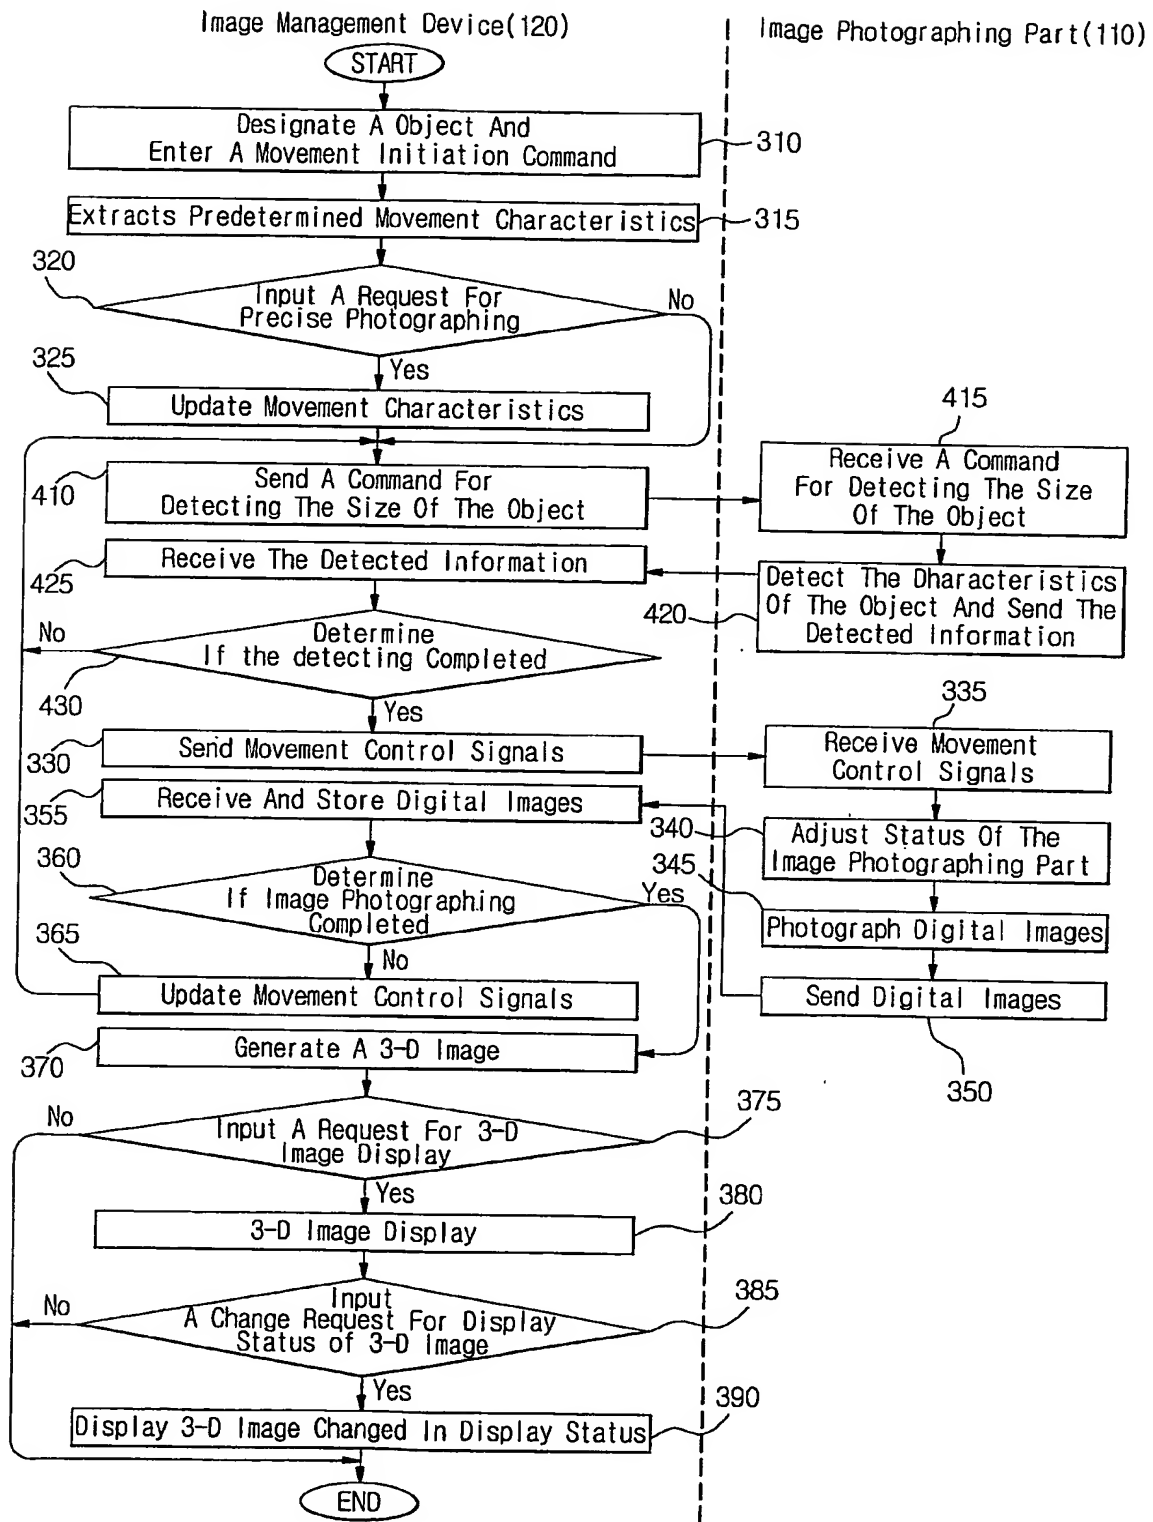 Image Management Device(120)
Image Photographing Part(110)
START
Designate A Object And
Enter A Movement Initiation Command
310
Extracts Predetermined Movement Characteristics
315
320
Input A Request For
Precise Photographing
No
Yes
325
Update Movement Characteristics
410
Send A Command For
Detecting The Size Of The Object
415
Receive A Command
For Detecting The Size
Of The Object
425
Receive The Detected Information
420
Detect The Dharacteristics
Of The Object And Send The
Detected Information
No
Determine
If the detecting Completed
430
Yes
330
Send Movement Control Signals
335
Receive Movement
Control Signals
355
Receive And Store Digital Images
340
Adjust Status Of The
Image Photographing Part
360
Determine
If Image Photographing
Completed
Yes
No
345
Photograph Digital Images
365
Update Movement Control Signals
Send Digital Images
350
370
Generate A 3-D Image
No
Input A Request For 3-D
Image Display
375
Yes
3-D Image Display
380
No
Input
A Change Request For Display
Status of 3-D Image
385
Yes
Display 3-D Image Changed In Display Status
390
END